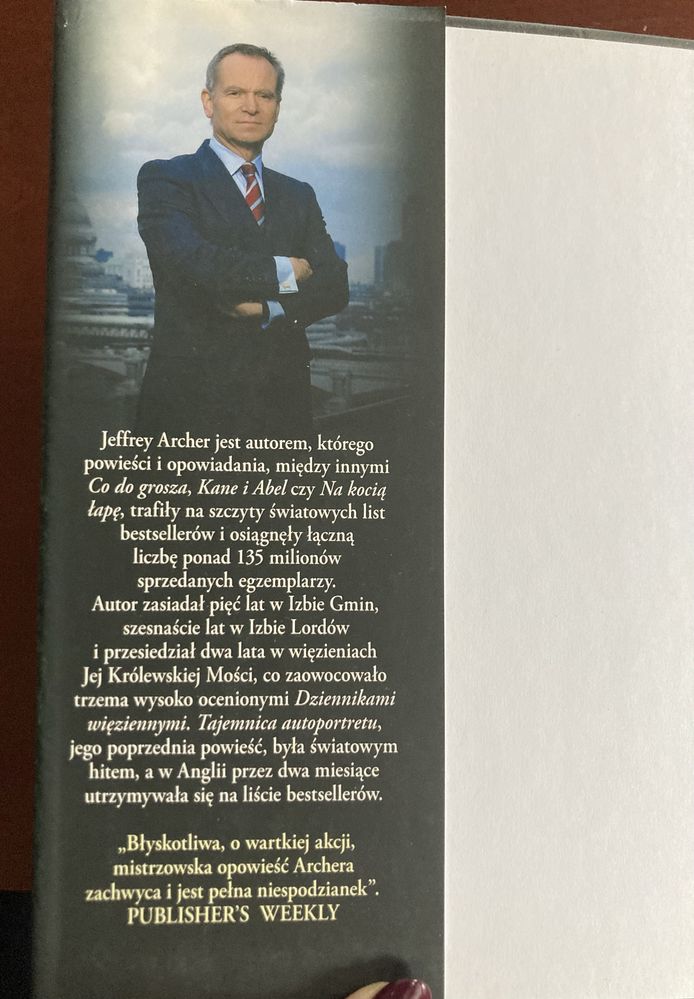 Jeffrey Archer jest autorem, którego
powieści i opowiadania, między innymi
Co do grosza, Kane i Abel czy Na kocią
łapę, trafiły na szczyty światowych list
bestsellerów i osiągnęły łączną
liczbę ponad 135 milionów
sprzedanych egzemplarzy.
Autor zasiadał pięć lat w Izbie Gmin,
szesnaście lat w Izbie Lordów
i przesiedział dwa lata w więzieniach
Jej Królewskiej Mości, co zaowocowało
trzema wysoko ocenionymi Dziennikami
więziennymi. Tajemnica autoportretu,
jego poprzednia powieść, była światowym
hitem, a w Anglii przez dwa miesiące
utrzymywała się na liście bestsellerów.
„Błyskotliwa, o wartkiej akcji,
mistrzowska opowieść Archera
zachwyca i jest pełna niespodzianek”.
PUBLISHER'S WEEKLY